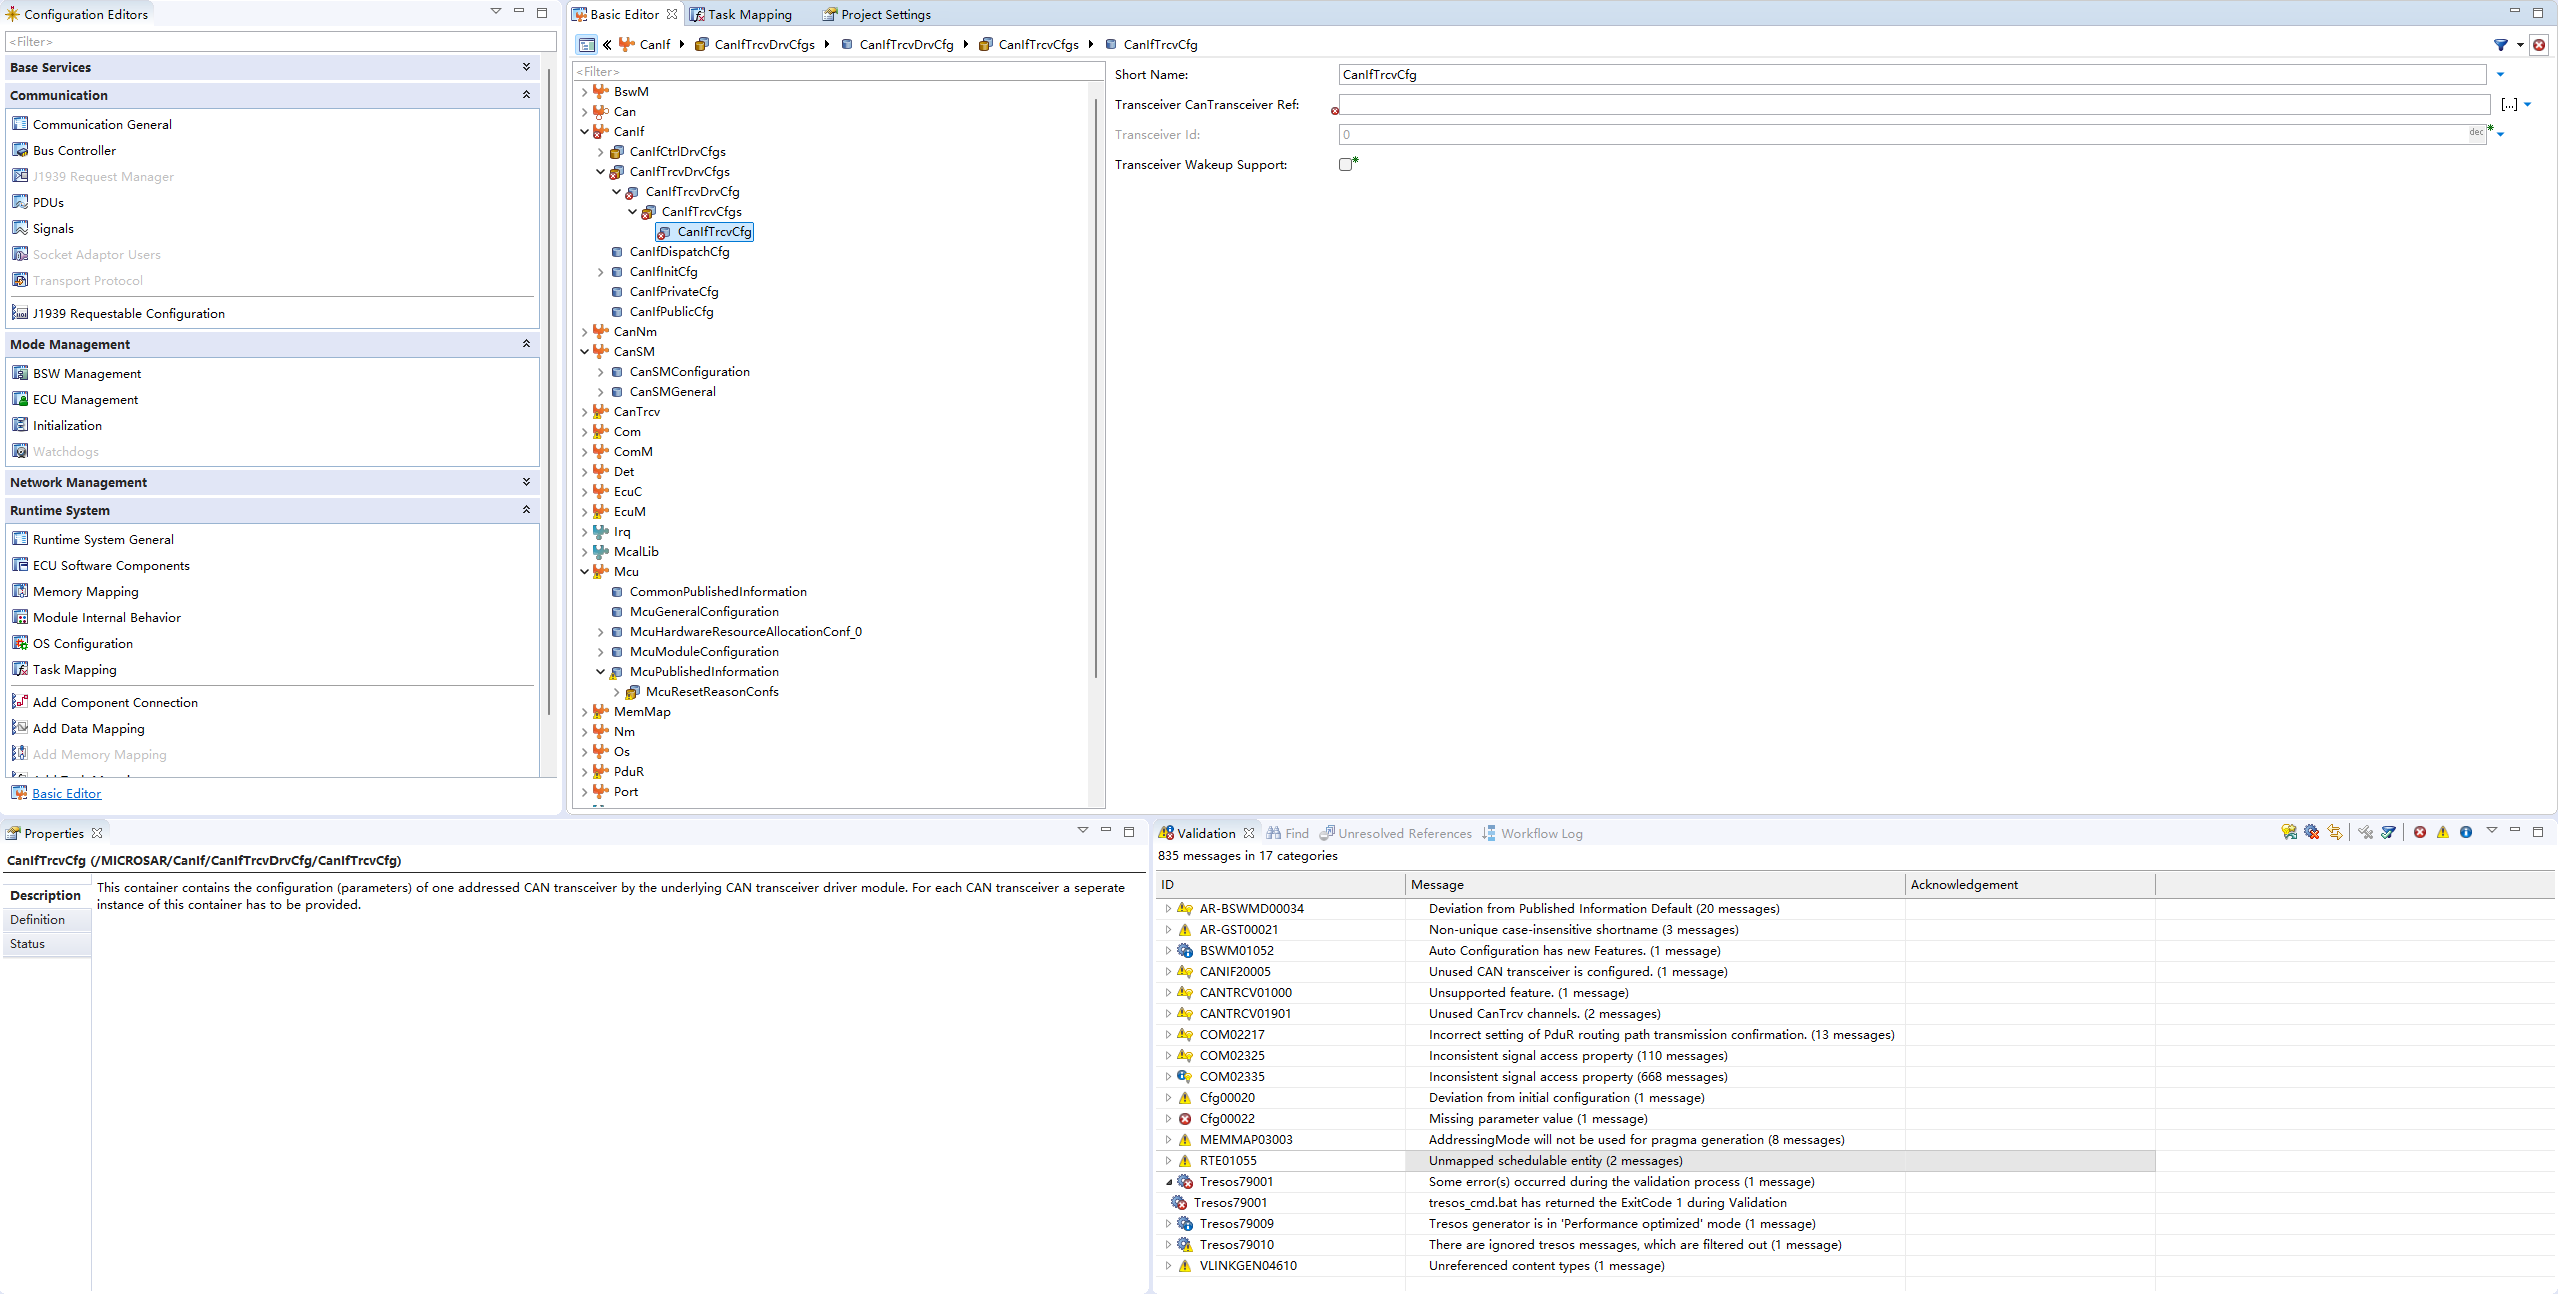 Configuration Editors
<Filter>
Base Services
Communication
Communication General
Bus Controller
J1939 Request Manager
PDUs
Signals
Socket Adaptor Users
Transport Protocol
J1939 Requestable Configuration
Mode Management
BSW Management
ECU Management
Initialization
Watchdogs
Network Management
Runtime System
Runtime System General
ECU Software Components
Memory Mapping
Module Internal Behavior
OS Configuration
Task Mapping
Add Component Connection
Add Data Mapping
Add Memory Mapping
Basic Editor
Basic Editor
Task Mapping
Project Settings
CanIf
CanIfTrcvDrvCfgs
CanIfTrcvDrvCfg
CanIfTrcvCfgs
CanIfTrcvCfg
<Filter>
BswM
Can
CanIf
CanIfCtrlDrvCfgs
CanIfTrcvDrvCfgs
CanIfTrcvDrvCfg
CanIfTrcvCfgs
CanIfTrcvCfg
CanIfDispatchCfg
CanIfInitCfg
CanIfPrivateCfg
CanIfPublicCfg
CanNm
CanSM
CanSMConfiguration
CanSMGeneral
CanTrcv
Com
ComM
Det
EcuC
EcuM
Irq
McalLib
Mcu
CommonPublishedInformation
McuGeneralConfiguration
McuHardwareResourceAllocationConf_0
McuModuleConfiguration
McuPublishedInformation
McuResetReasonConfs
MemMap
Nm
Os
PduR
Port
Short Name: CanIfTrcvCfg
Transceiver CanTransceiver Ref: [...]
Transceiver Id: 0 dec
Transceiver Wakeup Support:
Properties
CanIfTrcvCfg (/MICROSAR/CanIf/CanIfTrcvDrvCfg/CanIfTrcvCfg)
Description
Definition
Status
This container contains the configuration (parameters) of one addressed CAN transceiver by the underlying CAN transceiver driver module. For each CAN transceiver a seperate
instance of this container has to be provided.
Validation
Find
Unresolved References
Workflow Log
835 messages in 17 categories
ID Message Acknowledgement
AR-BSWMD00034 Deviation from Published Information Default (20 messages)
AR-GST00021 Non-unique case-insensitive shortname (3 messages)
BSWM01052 Auto Configuration has new Features. (1 message)
CANIF20005 Unused CAN transceiver is configured. (1 message)
CANTRCV01000 Unsupported feature. (1 message)
CANTRCV01901 Unused CanTrcv channels. (2 messages)
COM02217 Incorrect setting of PduR routing path transmission confirmation. (13 messages)
COM02325 Inconsistent signal access property (110 messages)
COM02335 Inconsistent signal access property (668 messages)
Cfg00020 Deviation from initial configuration (1 message)
Cfg00022 Missing parameter value (1 message)
MEMMAP03003 AddressingMode will not be used for pragma generation (8 messages)
RTE01055 Unmapped schedulable entity (2 messages)
Tresos79001 Some error(s) occurred during the validation process (1 message)
Tresos79001 tresos_cmd.bat has returned the ExitCode 1 during Validation
Tresos79009 Tresos generator is in 'Performance optimized' mode (1 message)
Tresos79010 There are ignored tresos messages, which are filtered out (1 message)
VLINKGEN04610 Unreferenced content types (1 message)